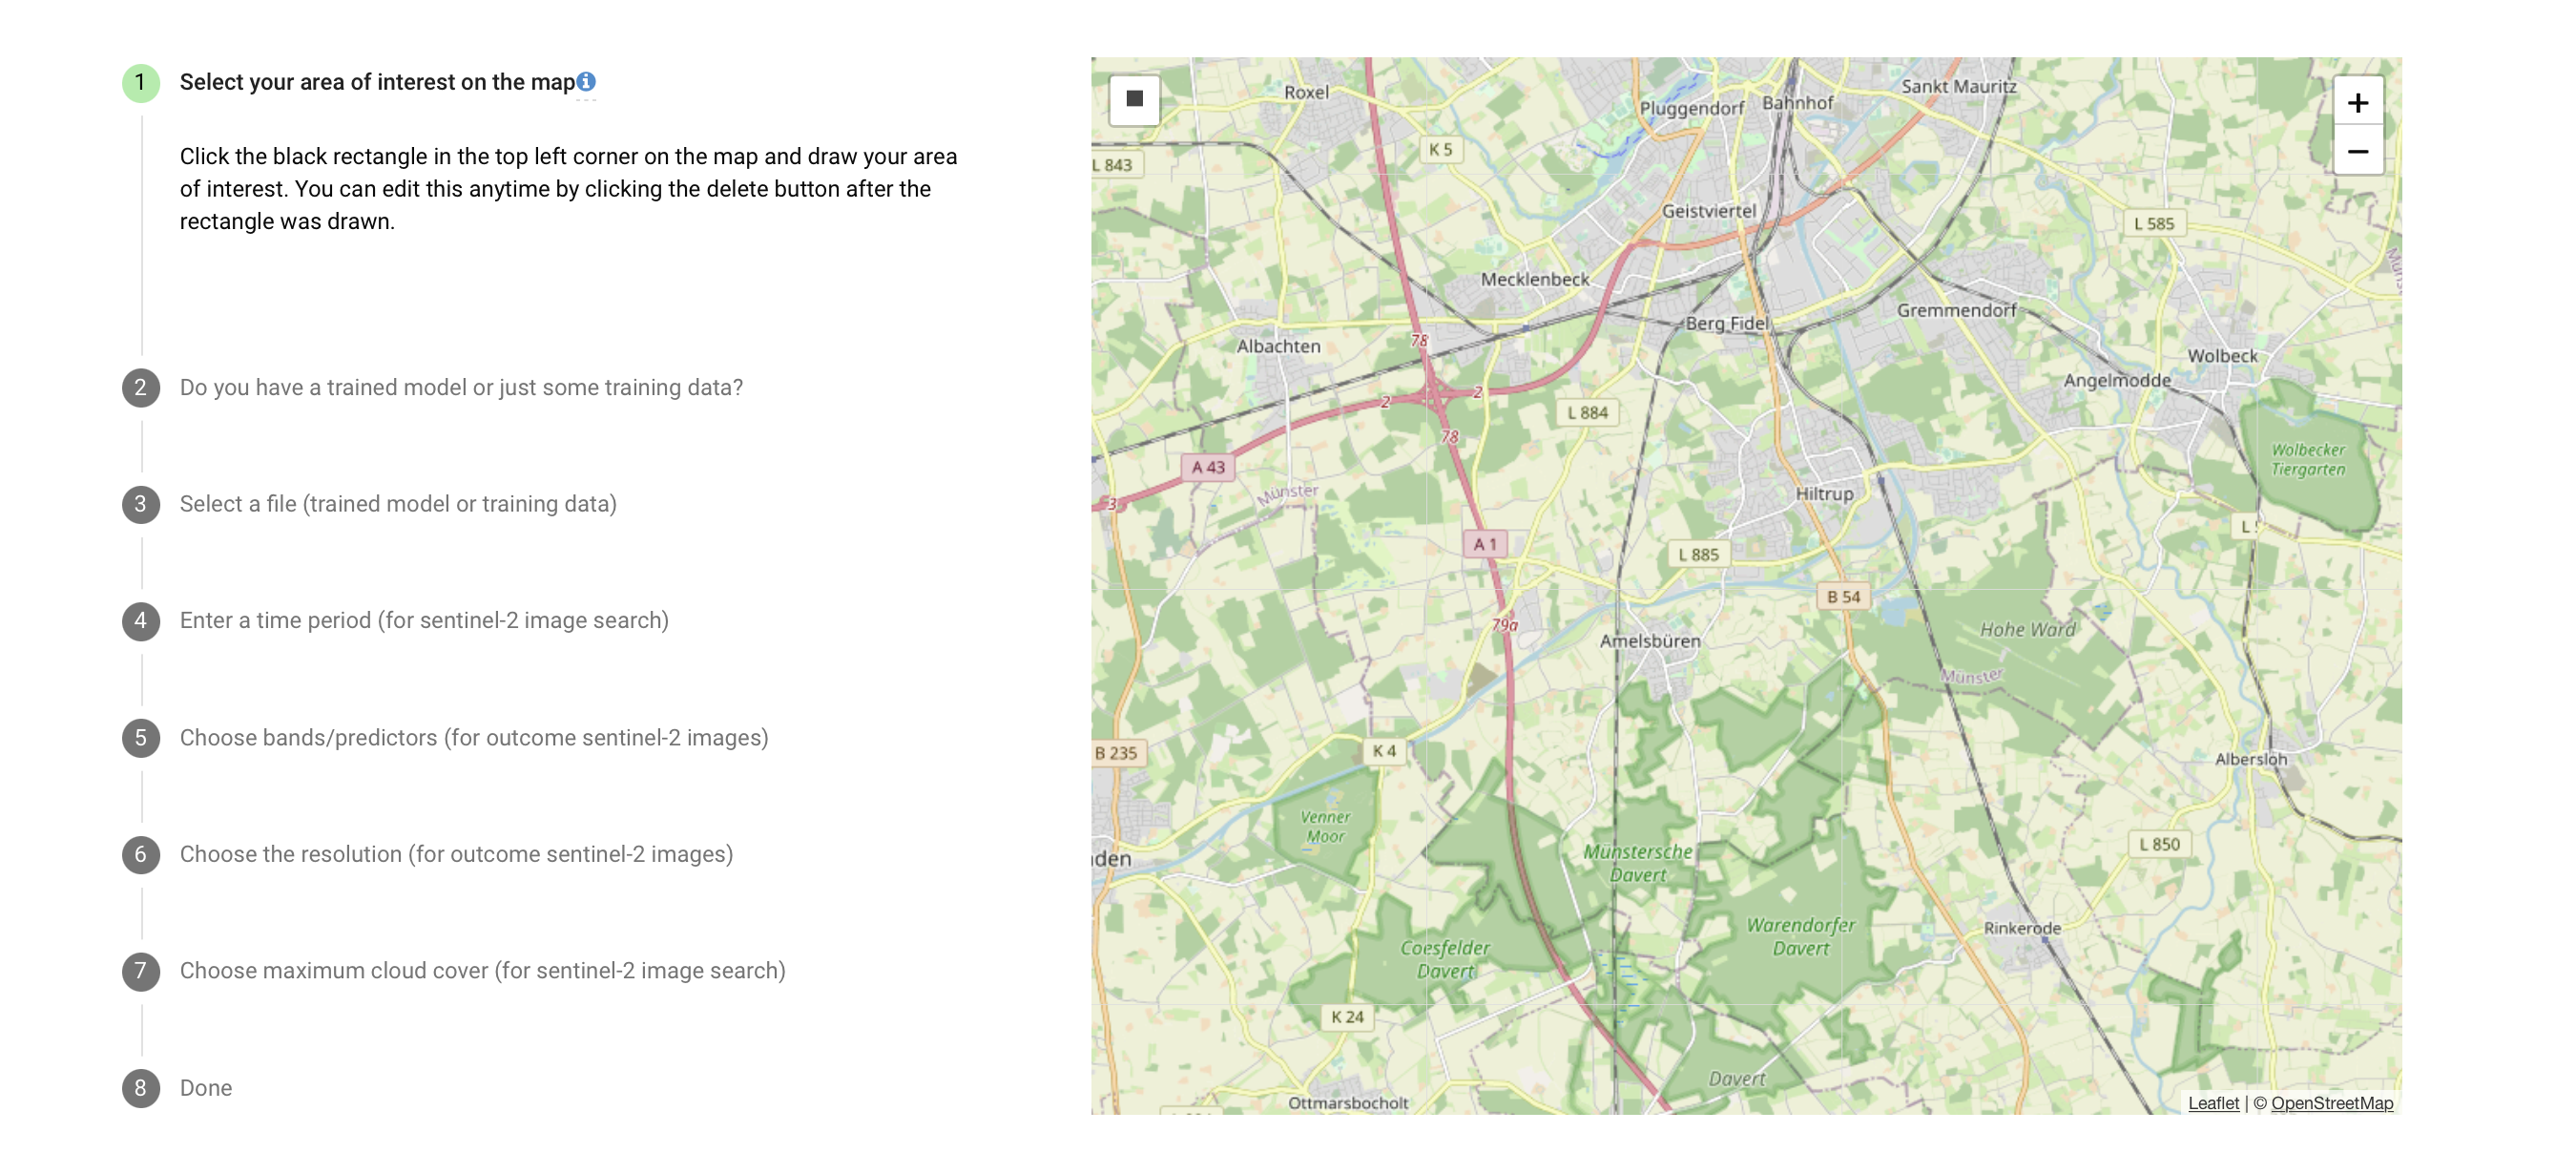 1 Select your area of interest on the map
Click the black rectangle in the top left corner on the map and draw your area
of interest. You can edit this anytime by clicking the delete button after the
rectangle was drawn.
2 Do you have a trained model or just some training data?
3 Select a file (trained model or training data)
4 Enter a time period (for sentinel-2 image search)
5 Choose bands/predictors (for outcome sentinel-2 images)
6 Choose the resolution (for outcome sentinel-2 images)
7 Choose maximum cloud cover (for sentinel-2 image search)
8 Done
Roxel
Pluggendorf
Bahnhof
Sankt Mauritz
+
−
K 5
L 843
Geistviertel
L 585
Mecklenbeck
Gremmendorf
Berg Fidel
78
Albachten
Wolbeck
Angelmodde
2
2
L 884
78
Wolbecker
Tiergarten
A 43
Münster
3
Hiltrup
A 1
L 885
B 54
79a
Amelsbüren
Hohe Ward
Münster
K 4
B 235
Albersloh
Venner
Moor
L 850
Münstersche
Davert
Warendorfer
Davert
Rinkerode
Coesfelder
Davert
K 24
Davert
Ottmarsbocholt
Leaflet | © OpenStreetMap